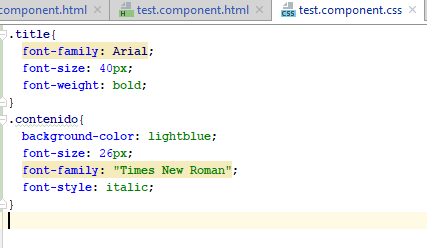 component.html test.component.html test.component.css
.title{
font-family: Arial;
font-size: 40px;
font-weight: bold;
}
.contenido{
background-color: lightblue;
font-size: 26px;
font-family: "Times New Roman";
font-style: italic;
}